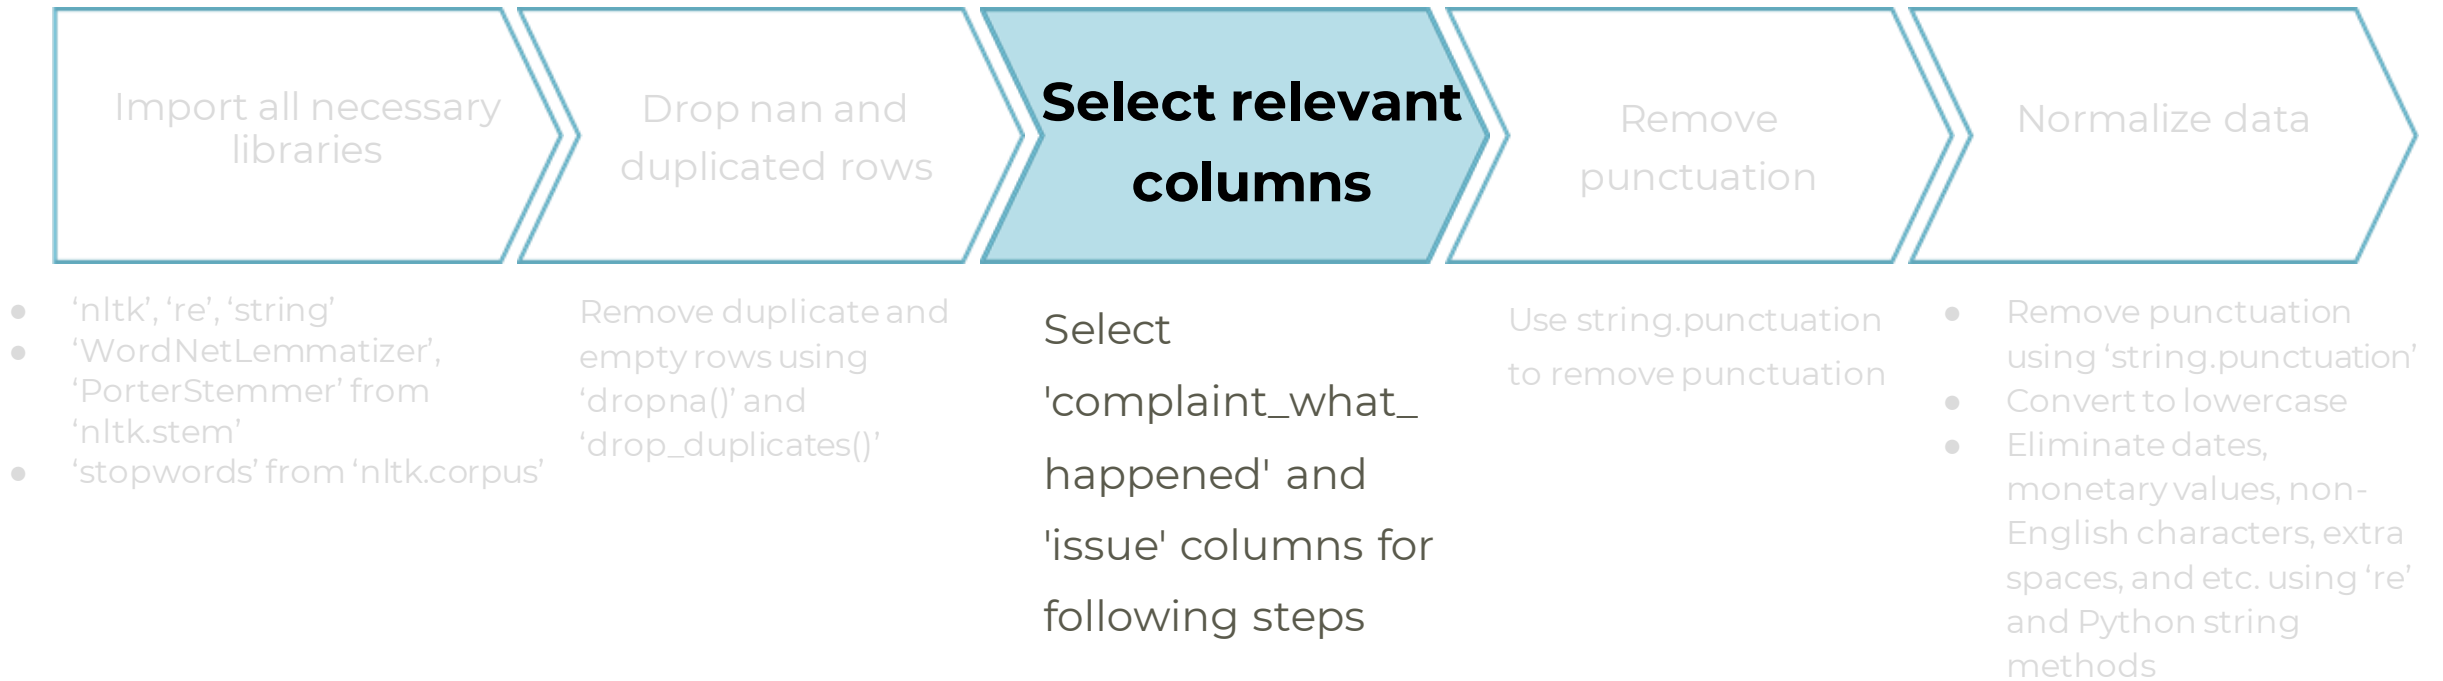 Import all necessary
libraries
Drop nan and
duplicated rows
Select relevant
columns
Remove
punctuation
Normalize data
● ‘nltk’, ‘re’, ‘string’
● ‘WordNetLemmatizer’,
‘PorterStemmer’ from
‘nltk.stem’
● ‘stopwords’ from ‘nltk.corpus’
Remove duplicate and
empty rows using
‘dropna()’ and
‘drop_duplicates()’
Select
'complaint_what_
happened' and
'issue' columns for
following steps
Use string.punctuation
to remove punctuation
● Remove punctuation
using ‘string.punctuation’
● Convert to lowercase
● Eliminate dates,
monetary values, non-
English characters, extra
spaces, and etc. using ‘re’
and Python string
methods